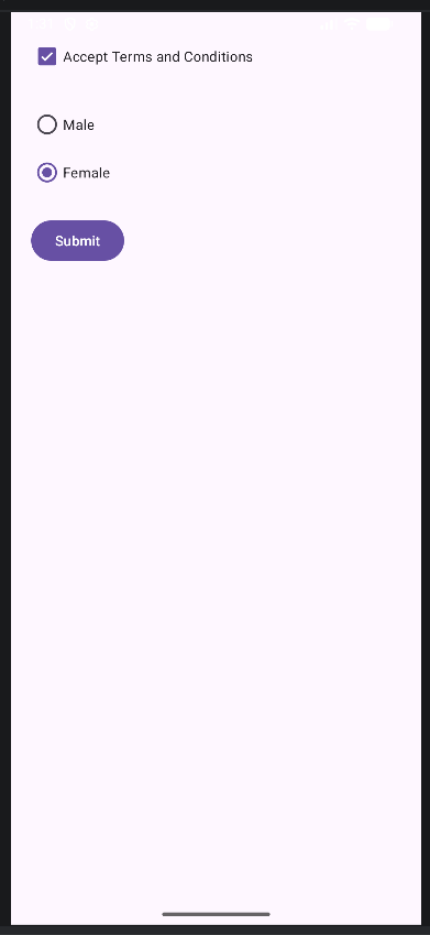 Accept Terms and Conditions
Male
Female
Submit